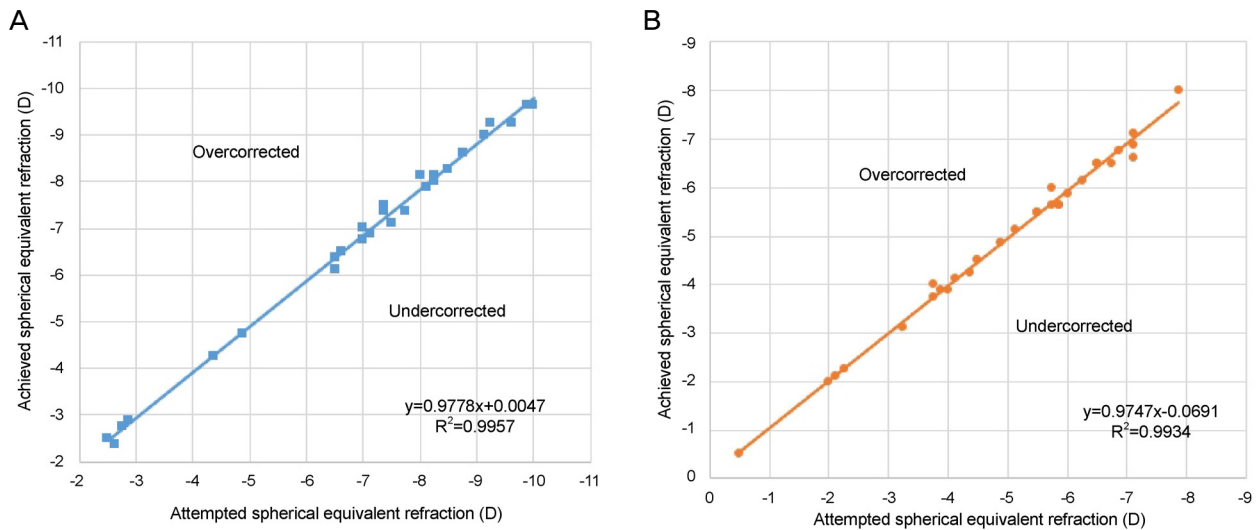 A
Achieved spherical equivalent refraction (D)
-11
-10
-9
-8
-7
-6
-5
-4
-3
-2
Overcorrected
Undercorrected
y=0.9778x+0.0047
R²=0.9957
-2 -3 -4 -5 -6 -7 -8 -9 -10 -11
Attempted spherical equivalent refraction (D)
B
Achieved spherical equivalent refraction (D)
-9
-8
-7
-6
-5
-4
-3
-2
-1
0
Overcorrected
Undercorrected
y=0.9747x-0.0691
R²=0.9934
0 -1 -2 -3 -4 -5 -6 -7 -8 -9
Attempted spherical equivalent refraction (D)